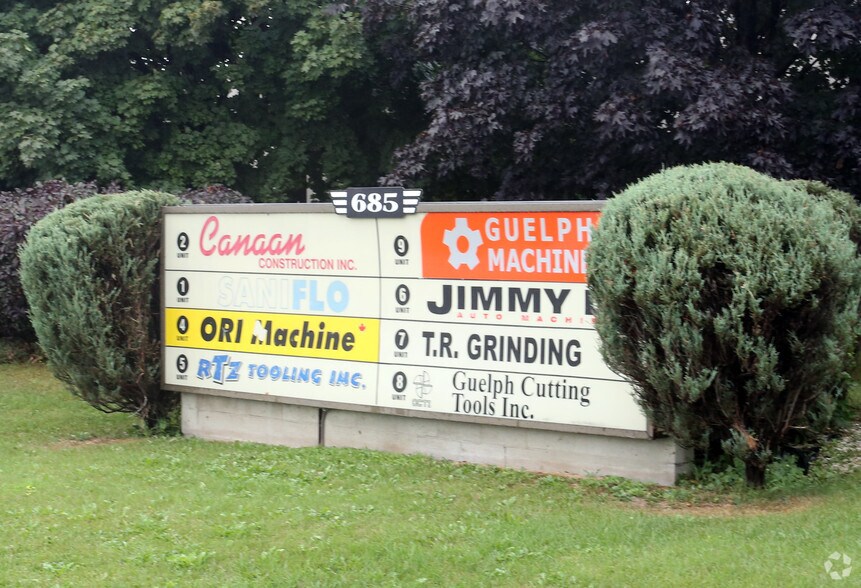 685
2 UNIT
Canaan
CONSTRUCTION INC.
1 UNIT
SANIFLO
4 UNIT
ORI Machine
5 UNIT
RTZ TOOLING INC.
9 UNIT
GUELPH
MACHINE
6 UNIT
JIMMY
AUTO MACHIN
7 UNIT
T.R. GRINDING
8 UNIT
GCTI
Guelph Cutting
Tools Inc.